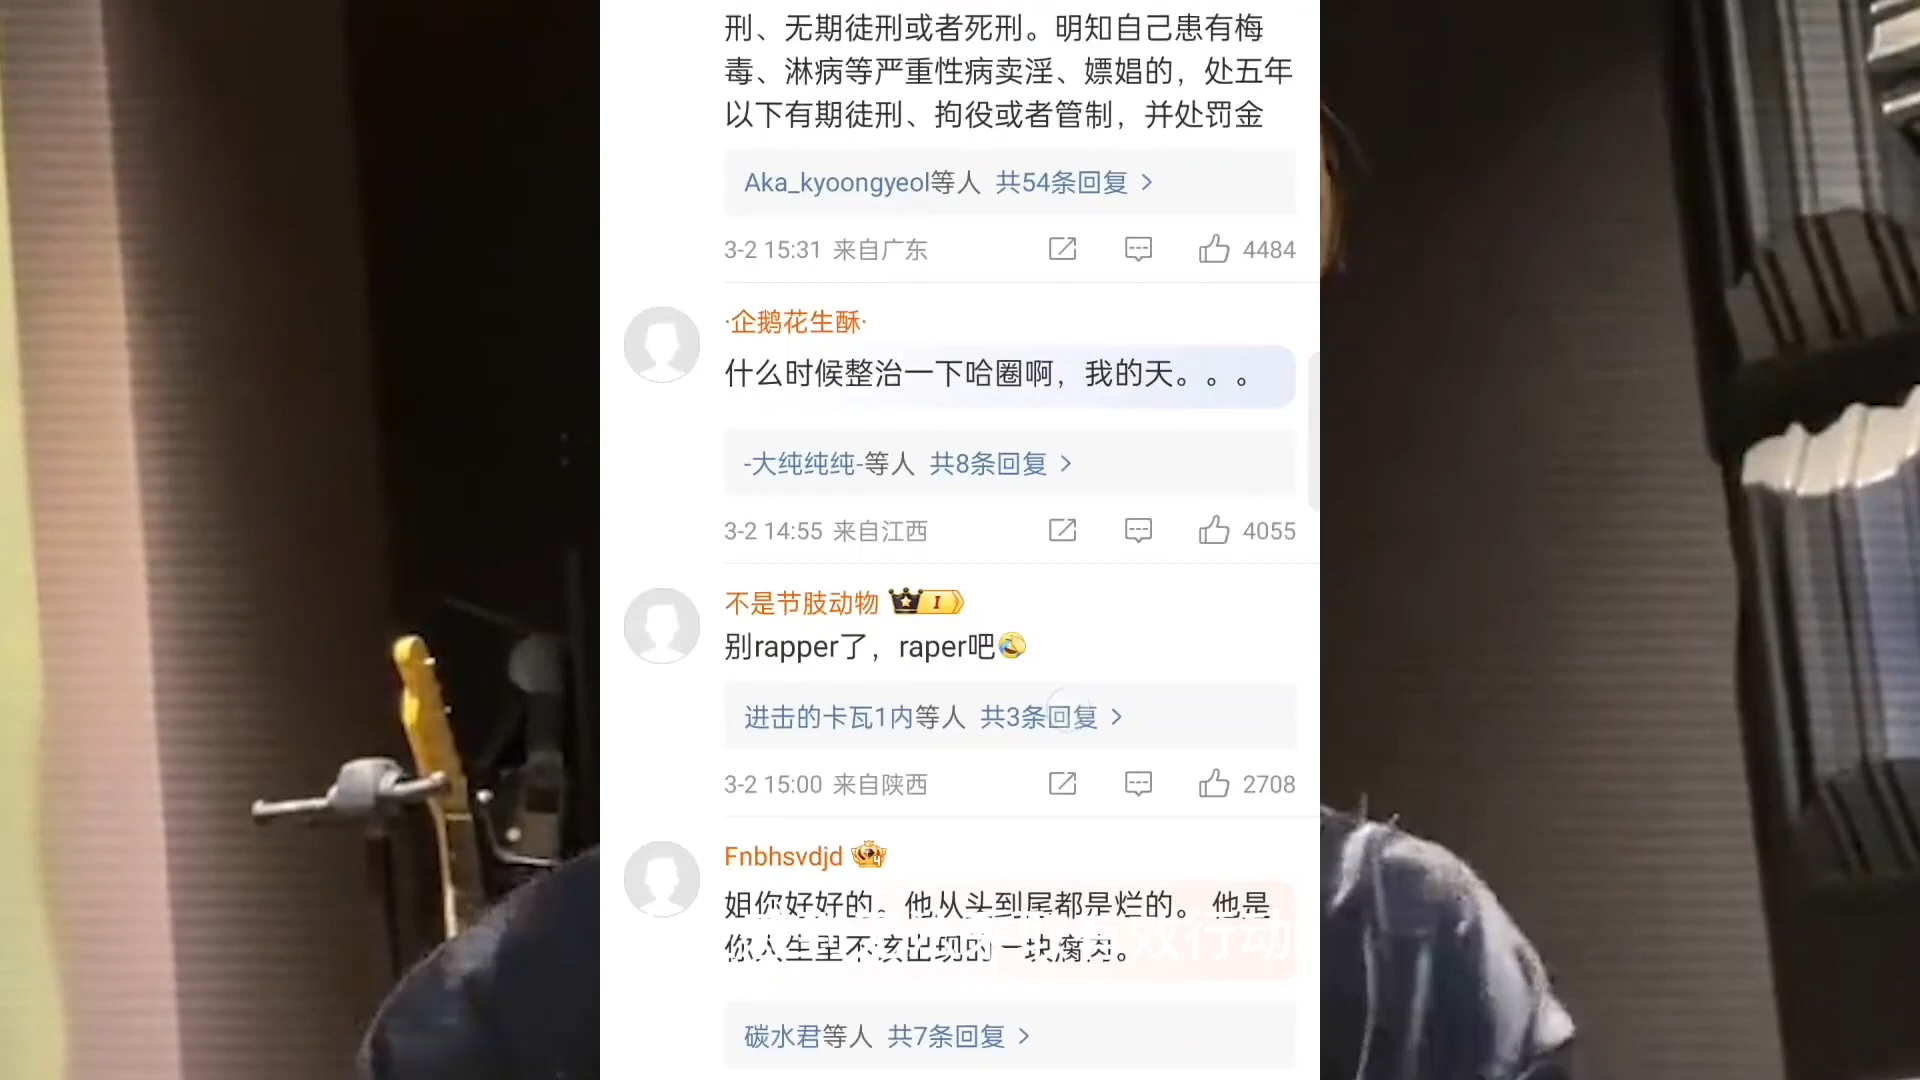 刑、无期徒刑或者死刑。明知自己患有梅
毒、淋病等严重性病卖淫、嫖娼的，处五年
以下有期徒刑、拘役或者管制，并处罚金
Aka_kyoongyeol等人 共54条回复 >
3-2 15:31 来自广东 4484
·企鹅花生酥·
什么时候整治一下哈圈啊，我的天。。。
-大纯纯纯-等人 共8条回复 >
3-2 14:55 来自江西 4055
不是节肢动物 I
别rapper了，raper吧🤣
进击的卡瓦1内等人 共3条回复 >
3-2 15:00 来自陕西 2708
Fnbhsvdjd 4
姐你好好的。他从头到尾都是烂的。他是
你人生里不该出现的一块腐肉。
有效行动
碳水君等人 共7条回复 >